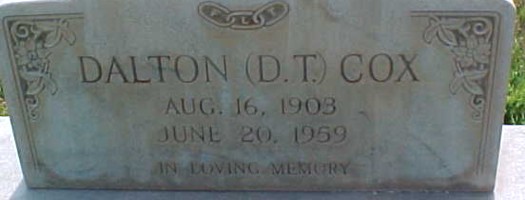 F L T
DALTON (D.T.) COX
AUG. 16, 1903
JUNE 20, 1959
IN LOVING MEMORY